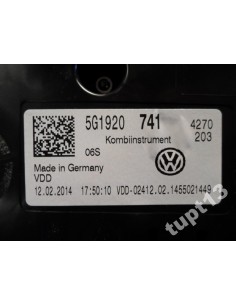 5G1920 741 4270
Kombiinstrument 203
06S
Made in Germany
VDD
12.02.2014 17:50:10 VDD-02412.02.1455021449
tupt13